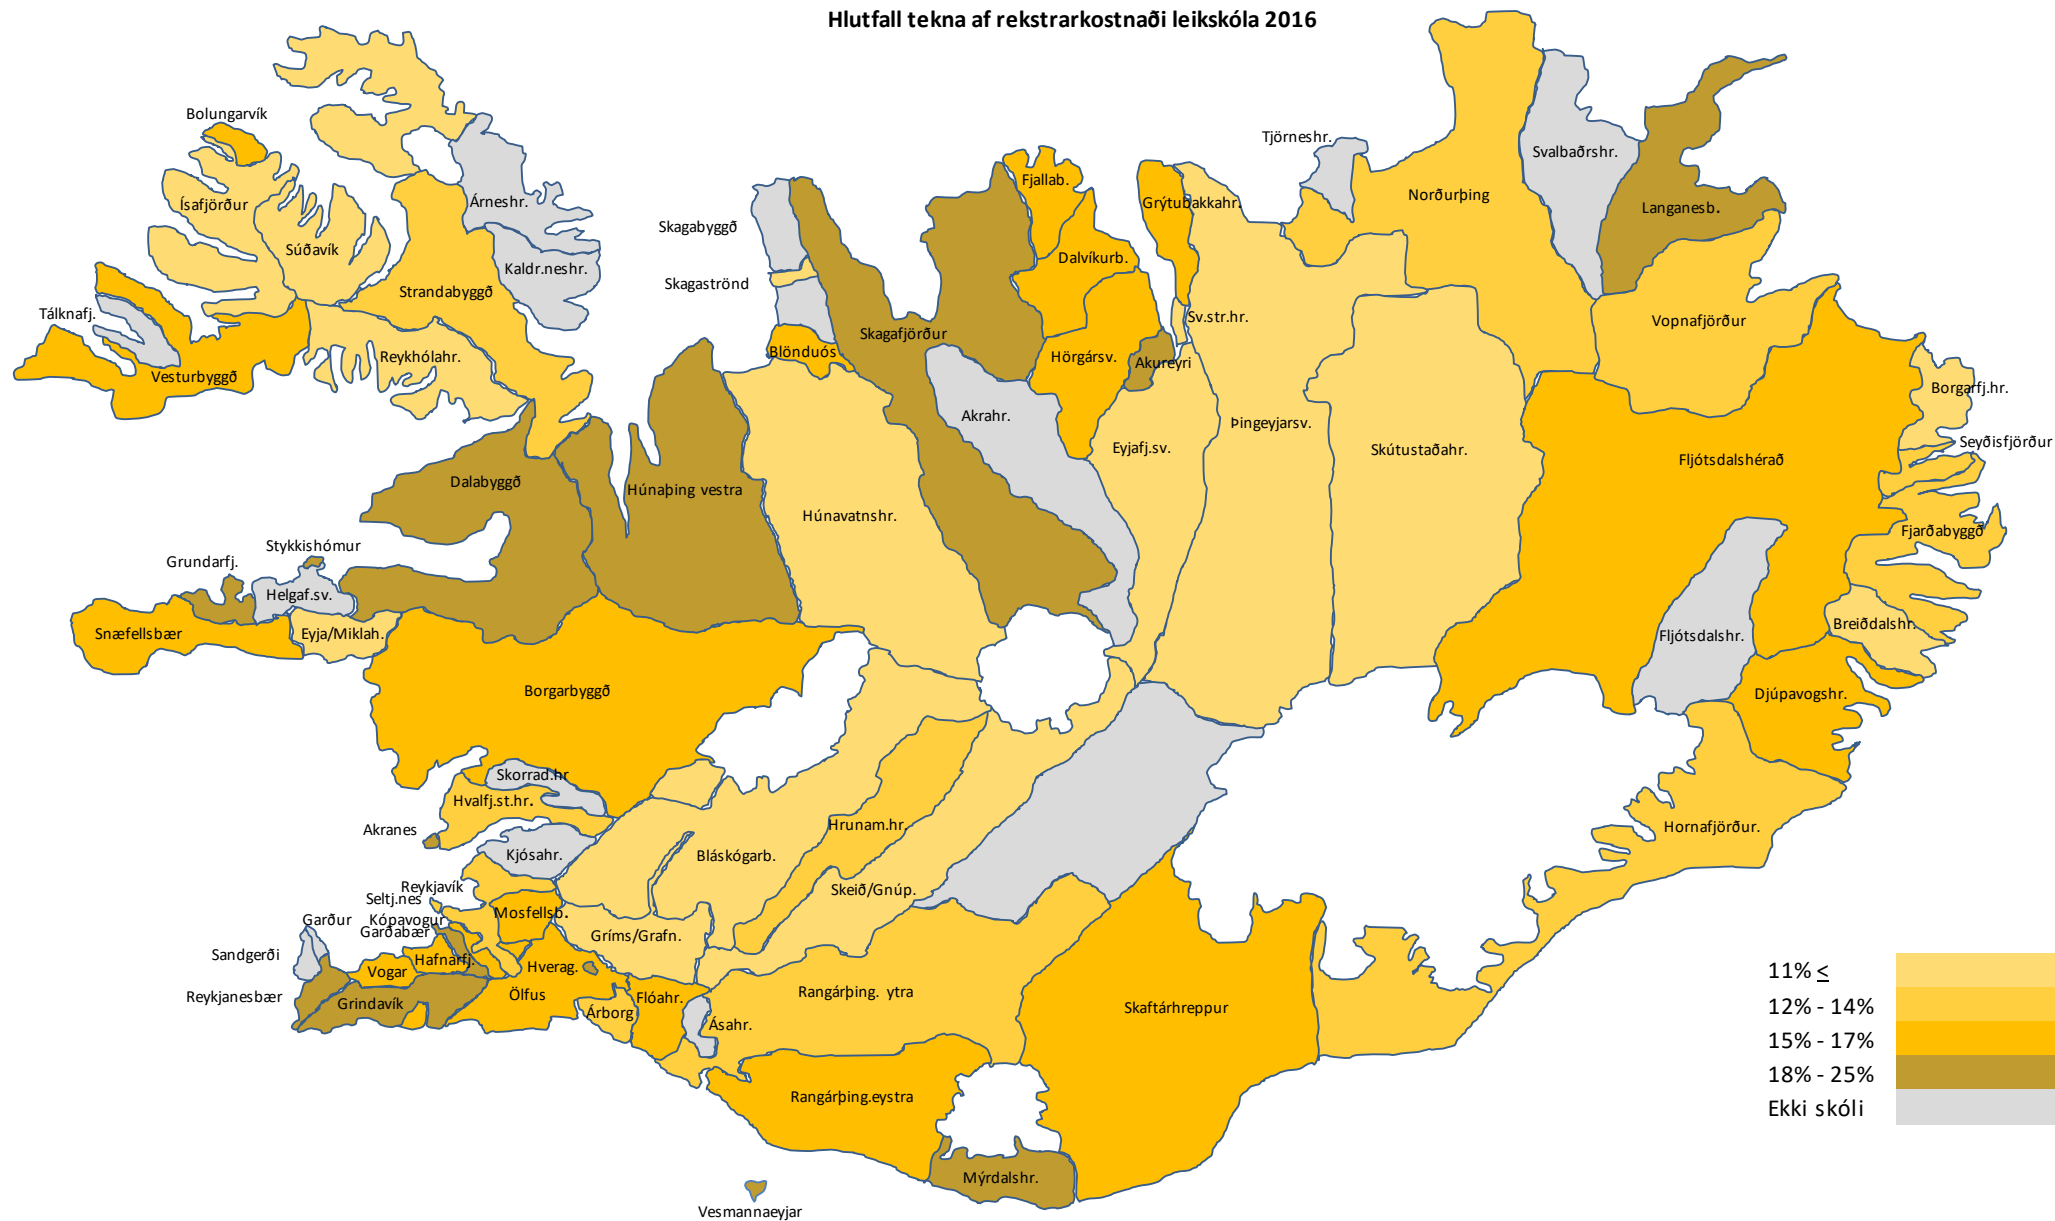 Hlutfall tekna af rekstrarkostnaði leikskóla 2016
Bolungarvík
Tjörneshr.
Svalbaðrshr.
Fjallab.
Norðurþing
Ísafjörður
Árneshr.
Grýtubakkahr.
Langanesb.
Skagabyggð
Súðavík
Dalvíkurb.
Kaldr.neshr.
Skagaströnd
Strandabyggð
Tálknafj.
Sv.str.hr.
Vopnafjörður
Skagafjörður
Reykhólahr.
Blönduós
Hörgársv.
Akureyri
Vesturbyggð
Borgarfj.hr.
Akrahr.
Þingeyjarsv.
Seyðisfjörður
Eyjafj.sv.
Skútustaðahr.
Fljótsdalshérað
Dalabyggð
Húnaþing vestra
Húnavatnshr.
Fjarðabyggð
Stykkishómur
Grundarfj.
Helgaf.sv.
Snæfellsbær
Eyja/Miklah.
Fljótsdalshr.
Breiðdalshr.
Borgarbyggð
Djúpavogshr.
Skorrad.hr
Hvalfj.st.hr.
Akranes
Hrunam.hr.
Hornafjörður.
Kjósahr.
Bláskógarb.
Reykjavík
Skeið/Gnúp.
Seltj.nes
Mosfellsb.
Garður
Kópavogur
Garðabær
Gríms/Grafn.
Sandgerði
Hafnarfj.
Vogar
Hverag.
11% <
Reykjanesbær
Grindavík
Ölfus
Flóahr.
Rangárþing. ytra
Skaftárhreppur
12% - 14%
Árborg
Ásahr.
15% - 17%
18% - 25%
Rangárþing.eystra
Ekki skóli
Mýrdalshr.
Vesmannaeyjar